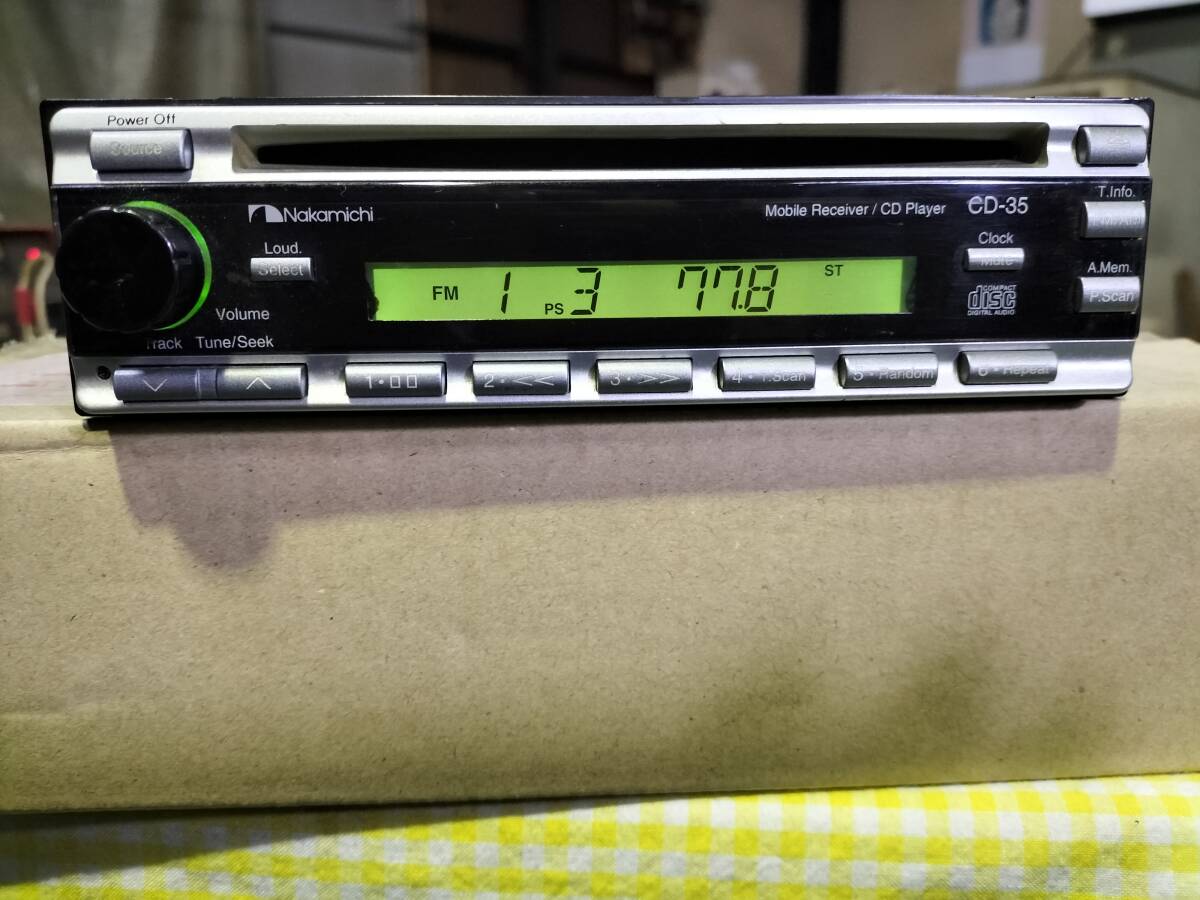 Power Off
Source
Nakamichi
Mobile Receiver / CD Player CD-35
T.Info.
Loud.
Select
Clock
Mute
FM 1 PS 3 77.8 ST
A.Mem.
P.Scan
COMPACT
disc
DIGITAL AUDIO
Volume
Track Tune/Seek
1 •
2 • <<
3 • >>
4 • T.Scan
5 • Random
6 • Repeat